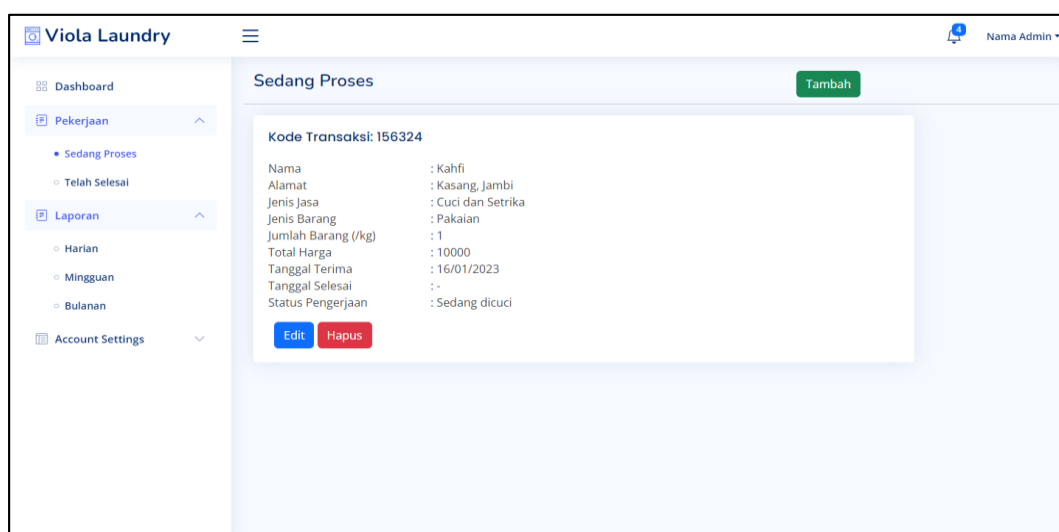 Viola Laundry
4
Nama Admin
Dashboard
Pekerjaan
Sedang Proses
Telah Selesai
Laporan
Harian
Mingguan
Bulanan
Account Settings
Sedang Proses
Tambah
Kode Transaksi: 156324
Nama : Kahfi
Alamat : Kasang, Jambi
Jenis Jasa : Cuci dan Setrika
Jenis Barang : Pakaian
Jumlah Barang (/kg) : 1
Total Harga : 10000
Tanggal Terima : 16/01/2023
Tanggal Selesai : -
Status Pengerjaan : Sedang dicuci
Edit Hapus